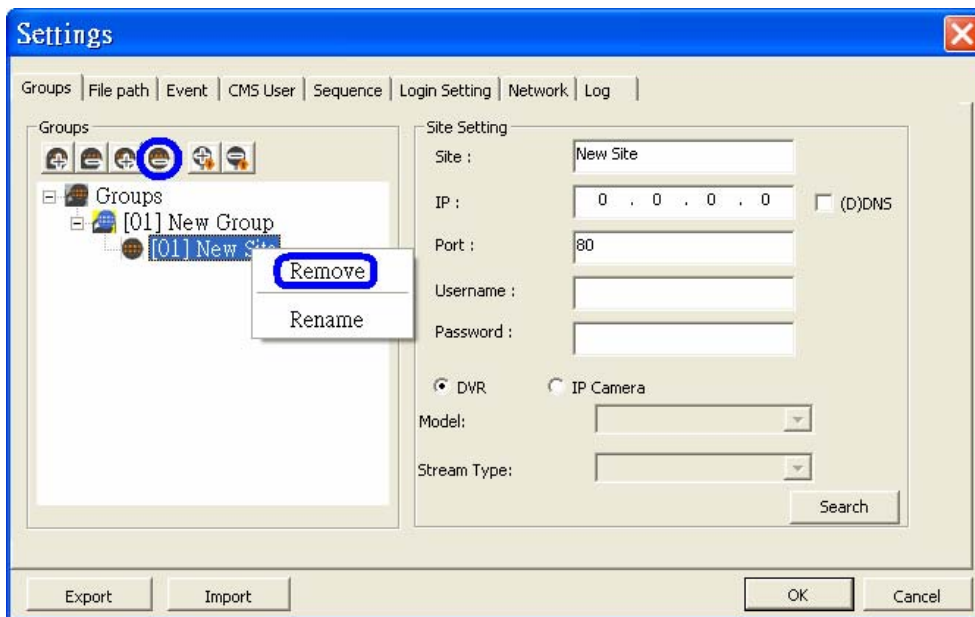 Settings
Groups File path Event CMS User Sequence Login Setting Network Log
Groups
Groups
[01] New Group
[01] New Site
Remove
Rename
Site Setting
Site : New Site
IP : 0 . 0 . 0 . 0 (D)DNS
Port : 80
Username :
Password :
DVR IP Camera
Model:
Stream Type:
Search
Export Import OK Cancel